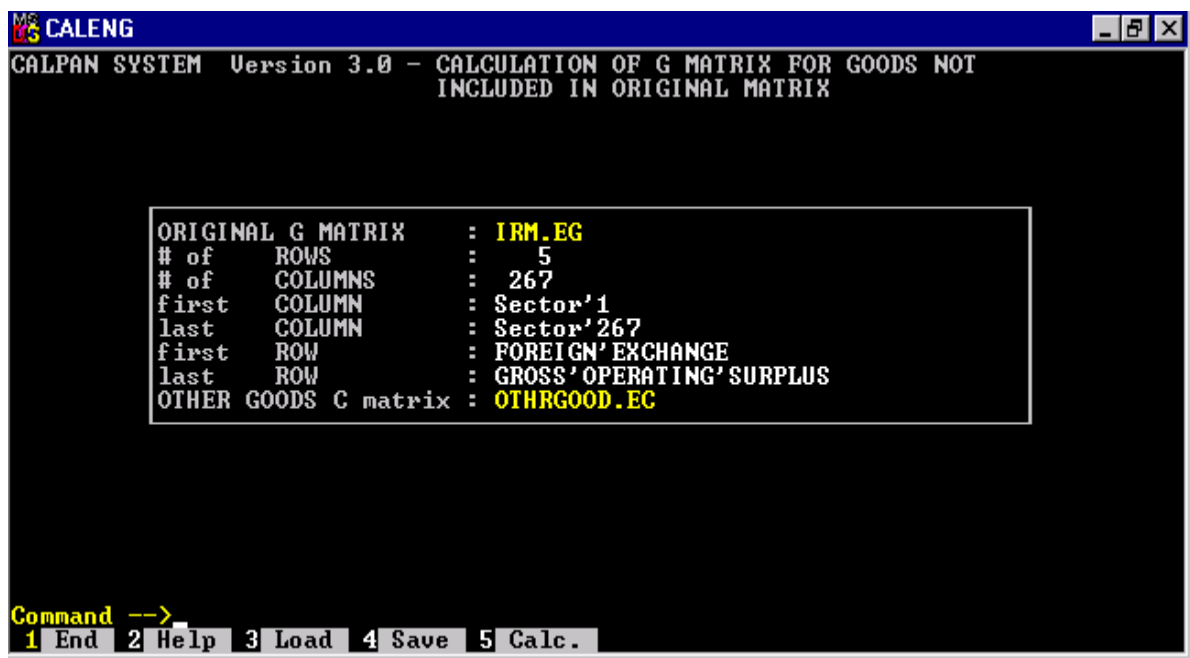 CALENG
CALPAN SYSTEM Version 3.0 - CALCULATION OF G MATRIX FOR GOODS NOT
INCLUDED IN ORIGINAL MATRIX
ORIGINAL G MATRIX : IRM.EG
# of ROWS : 5
# of COLUMNS : 267
first COLUMN : Sector'1
last COLUMN : Sector'267
first ROW : FOREIGN'EXCHANGE
last ROW : GROSS'OPERATING'SURPLUS
OTHER GOODS C matrix : OTHRGOOD.EC
Command -->_
1 End 2 Help 3 Load 4 Save 5 Calc.